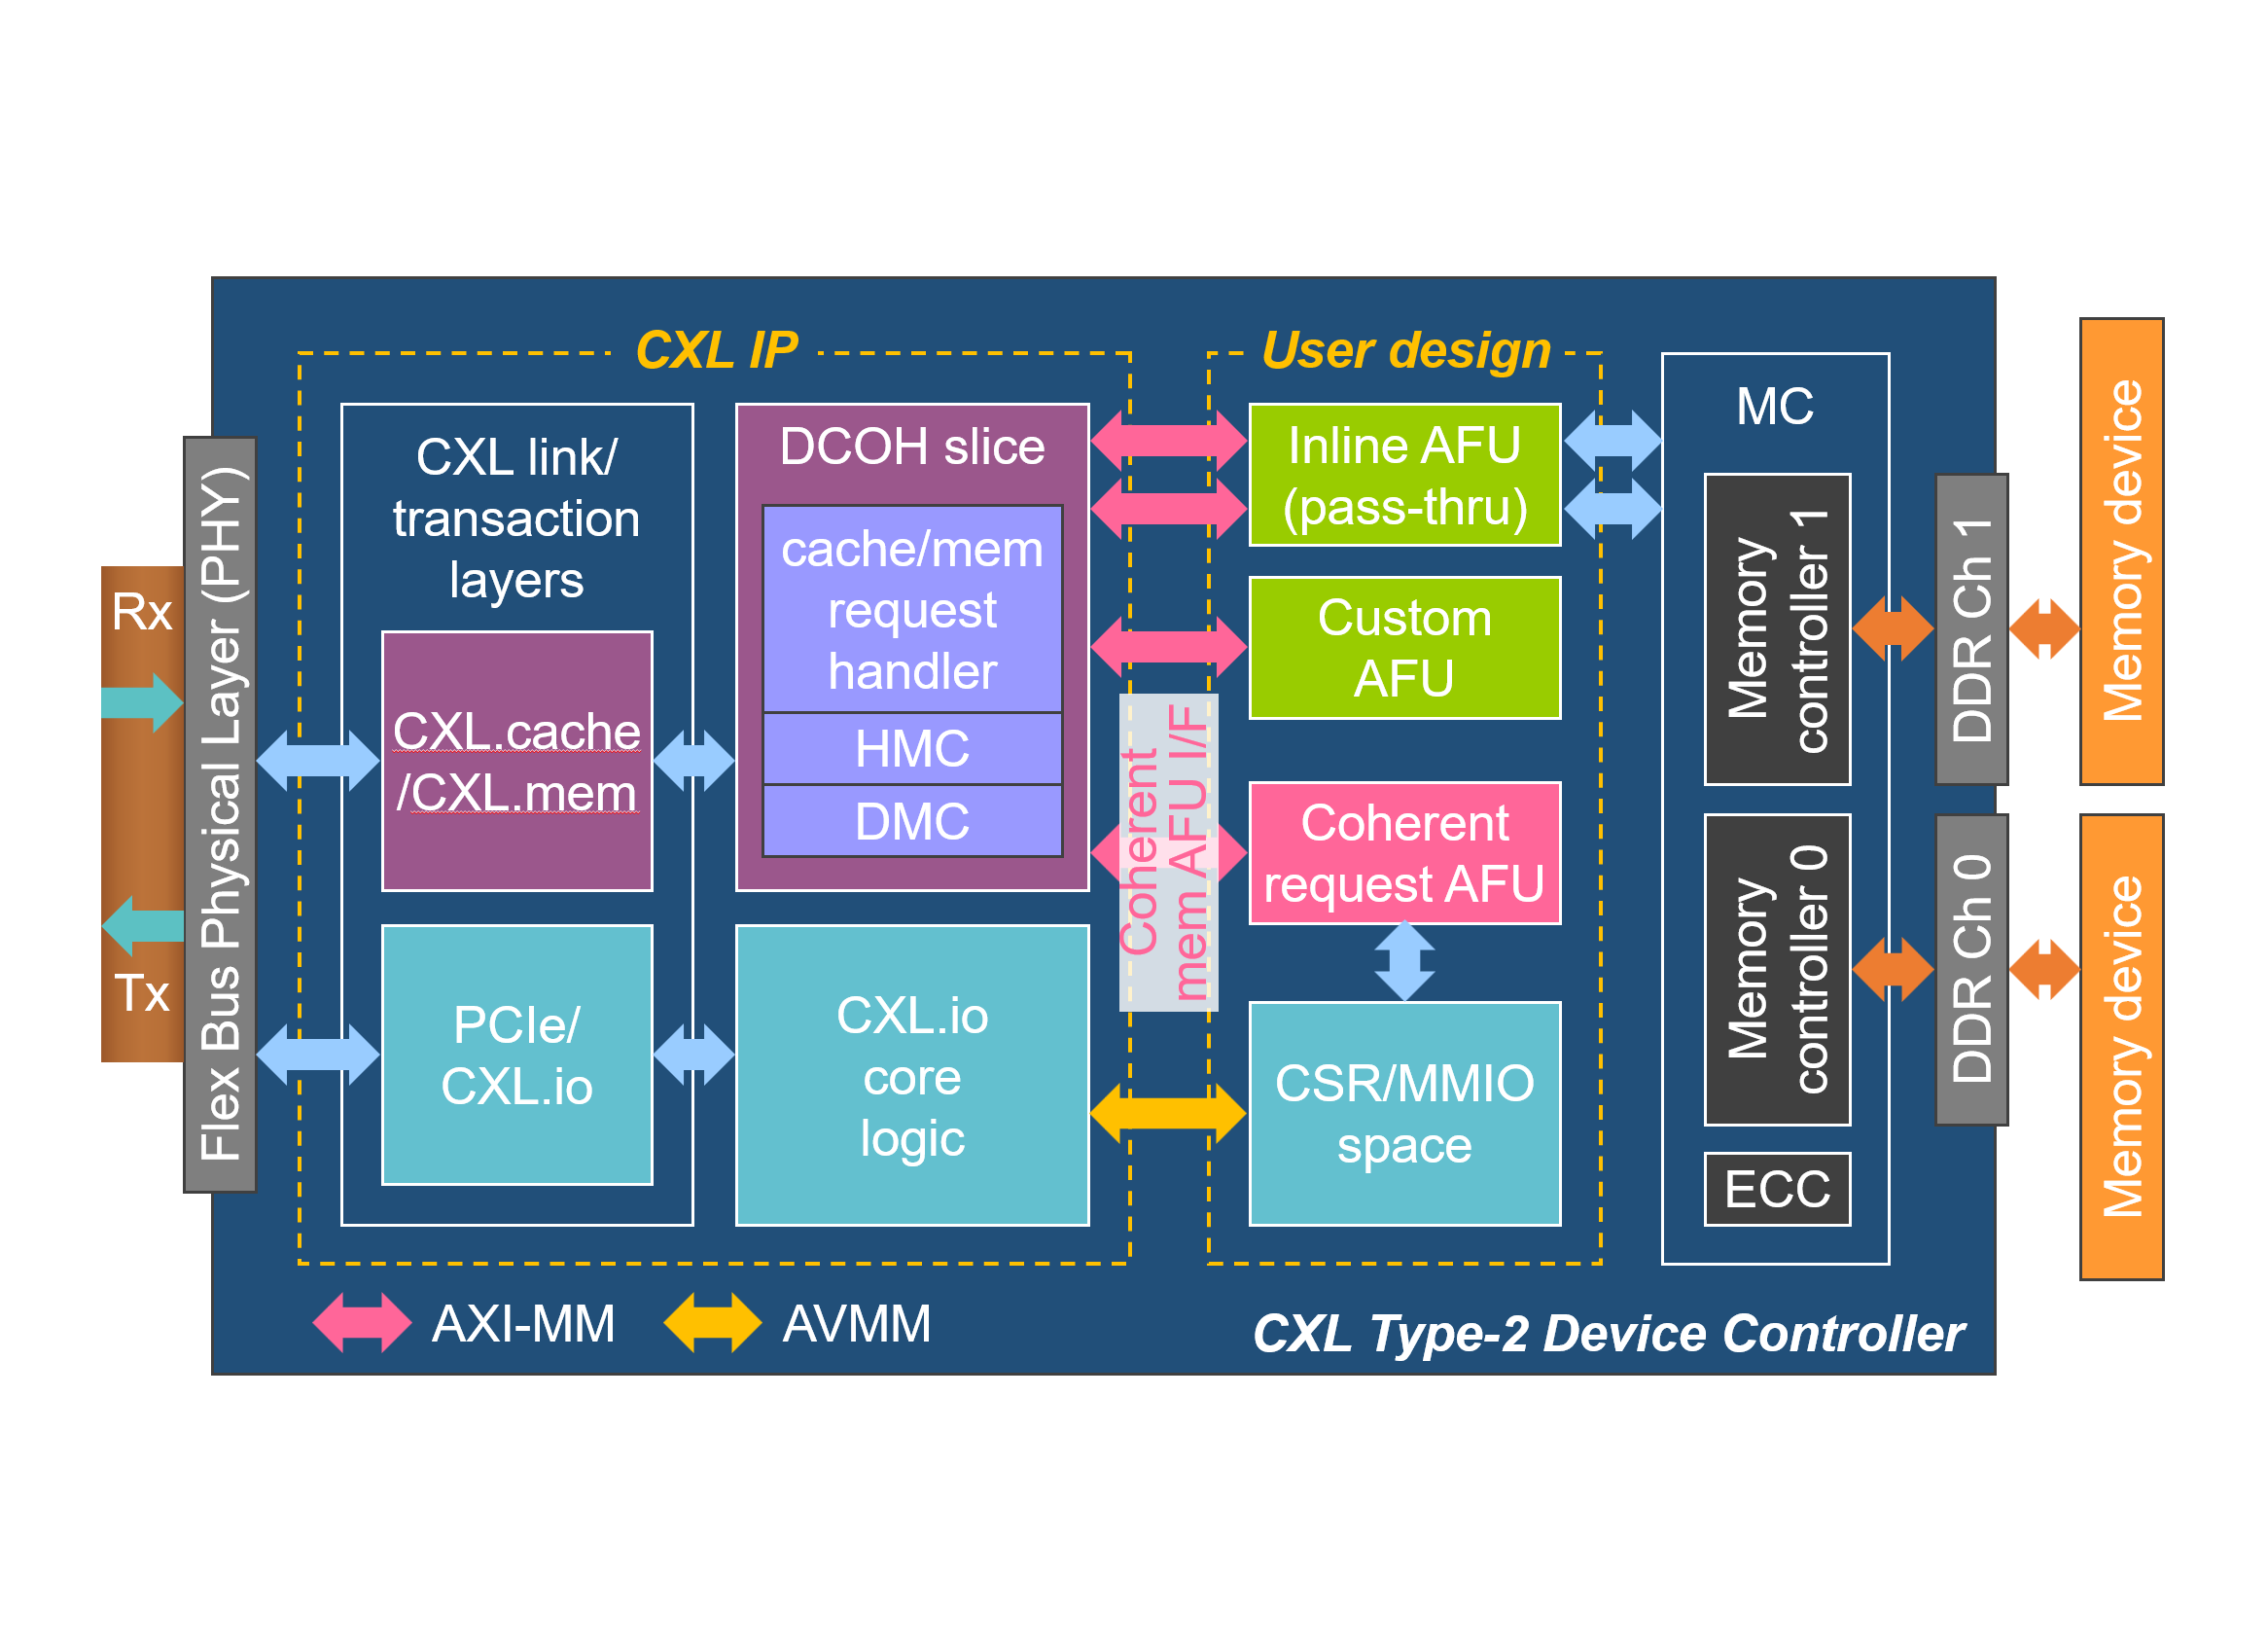 CXL IP
User design
CXL link/
transaction
layers
CXL.cache
/CXL.mem
PCIe/
CXL.io
DCOH slice
cache/mem
request
handler
HMC
DMC
CXL.io
core
logic
Coherent
mem AFU I/F
Inline AFU
(pass-thru)
Custom
AFU
Coherent
request AFU
CSR/MMIO
space
MC
Memory
controller 1
Memory
controller 0
ECC
DDR Ch 1
DDR Ch 0
Memory device
Memory device
Rx
Tx
Flex Bus Physical Layer (PHY)
AXI-MM
AVMM
CXL Type-2 Device Controller